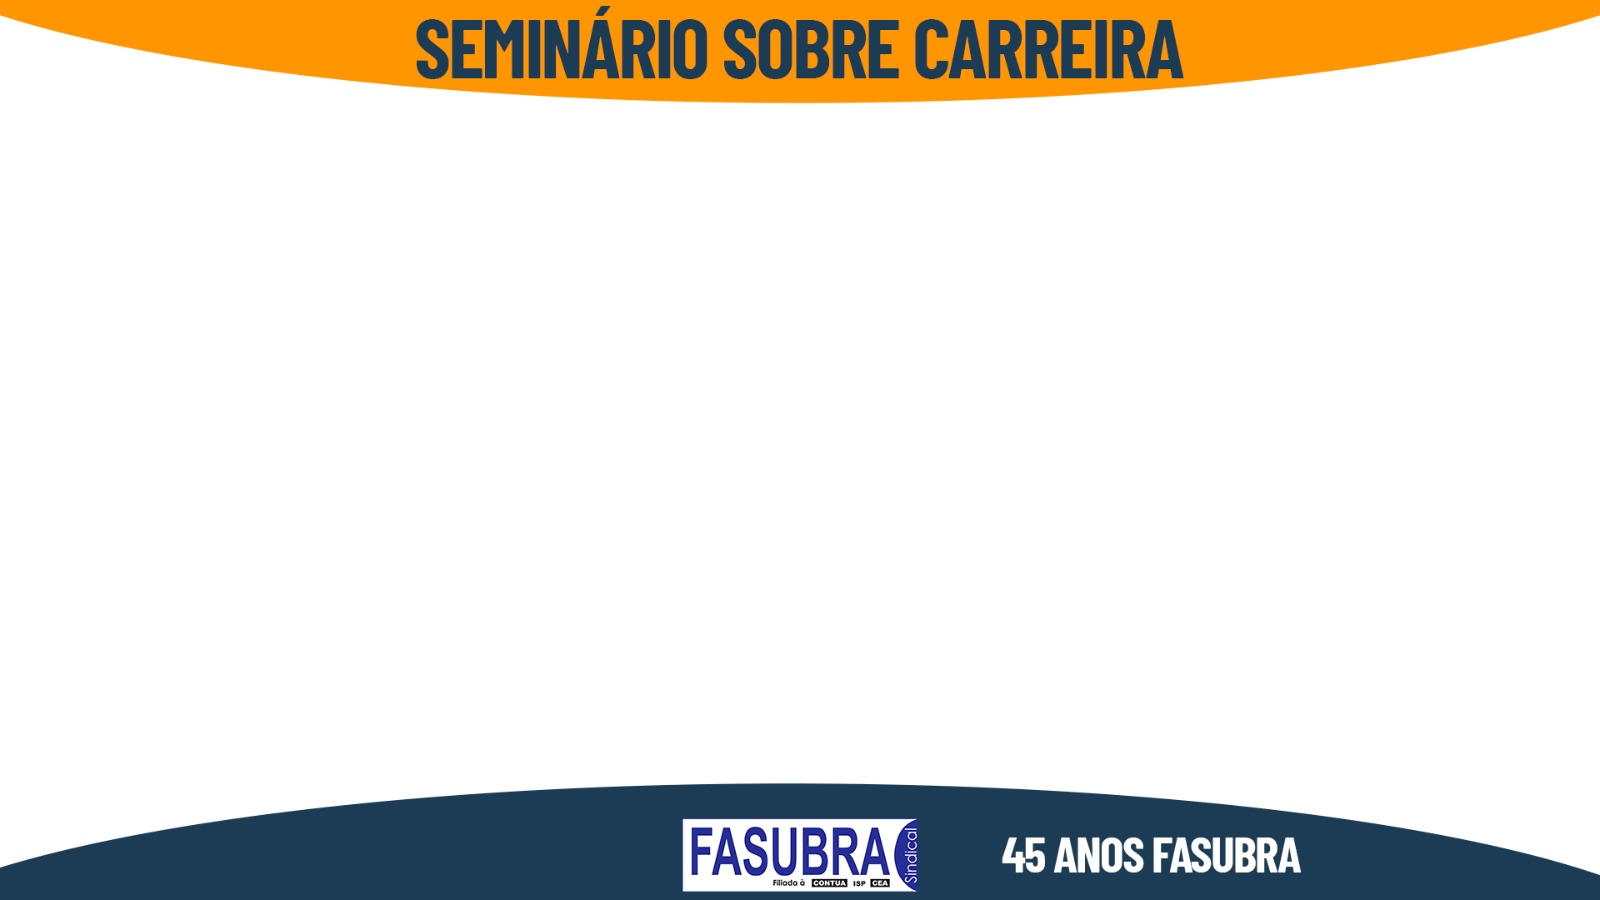 SEMINÁRIO SOBRE CARREIRA
FASUBRA
Sindical
Filiada à CONTUA ISP CEA
45 ANOS FASUBRA